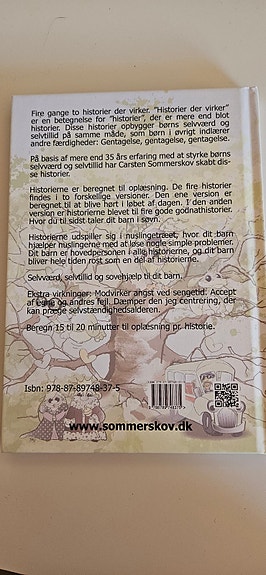 Fire gange to historier der virker. "Historier der virker"
er en betegnelse for "historier", der er mere end blot
historier. Disse historier opbygger børns selvværd og
selvtillid på samme måde, som børn i øvrigt indlærer
andre færdigheder: Gentagelse, gentagelse, gentagelse.
På basis af mere end 35 års erfaring med at styrke børns
selvværd og selvtillid har Carsten Sommerskov skabt dis-
se historier.
Historierne er beregnet til oplæsning. De fire historier
findes i to forskellige versioner. Den ene version er
beregnet til at blive hørt i løbet af dagen. I den anden
version er historierne blevet til fire gode godnathistorier.
Hvor du til sidst taler dit barn i søvn.
Historierne udspiller sig i nuslingetræet, hvor dit barn
hjælper nuslingerne med at løse nogle simple problemer.
Dit barn er hovedpersonen i alle historierne, og dit barn
bliver hele tiden rost som en del af historierne.
Selvværd, selvtillid og sovehjælp til dit barn.
Ekstra virkninger: Modvirker angst ved sengetid. Accept
af egne og andres fejl. Dæmper den jeg centrering, der
kan præge selvstændighedsalderen.
Beregn 15 til 20 minutter til oplæsning pr. historie.
Isbn: 978-87-89748-37-5
9 788789 748375
www.sommerskov.dk